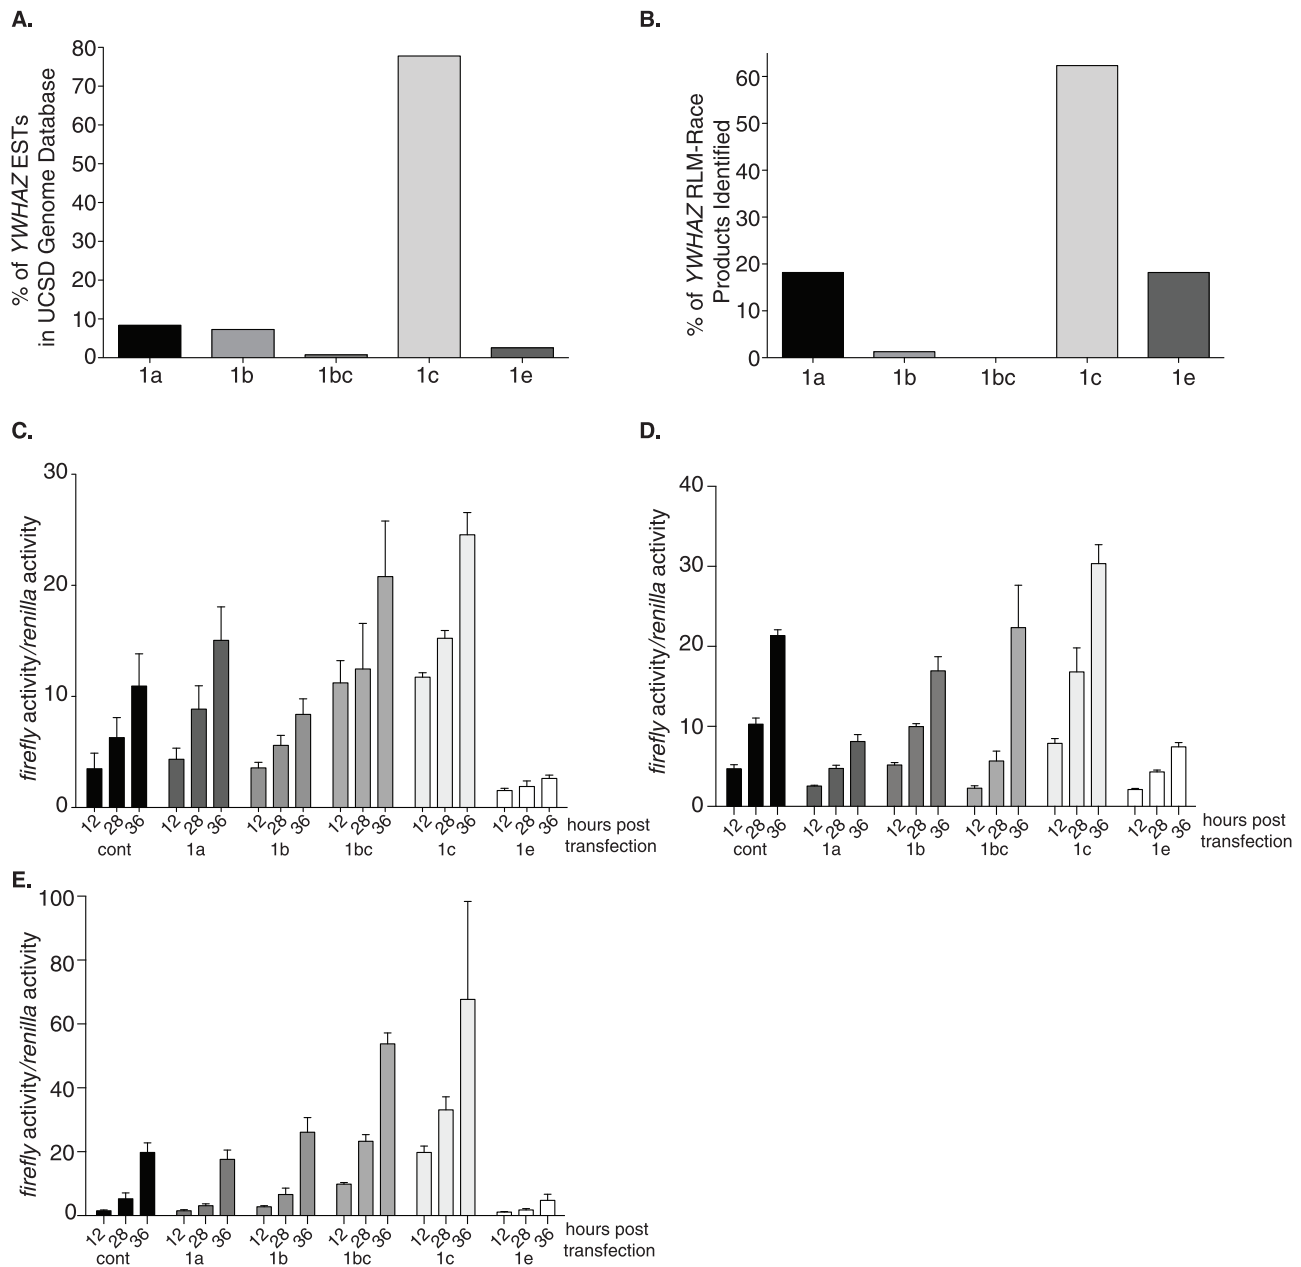 A.
% of YWHAZ ESTs
in UCSD Genome Database
80
70
60
50
40
30
20
10
0
1a 1b 1bc 1c 1e
B.
% of YWHAZ RLM-Race
Products Identified
60
50
40
30
20
10
0
1a 1b 1bc 1c 1e
C.
firefly activity/renilla activity
30
20
10
0
12 28 36 12 28 36 12 28 36 12 28 36 12 28 36 12 28 36 hours post
cont 1a 1b 1bc 1c 1e transfection
D.
firefly activity/renilla activity
40
30
20
10
0
12 28 36 12 28 36 12 28 36 12 28 36 12 28 36 12 28 36 hours post
cont 1a 1b 1bc 1c 1e transfection
E.
firefly activity/renilla activity
100
80
60
40
20
0
12 28 36 12 28 36 12 28 36 12 28 36 12 28 36 12 28 36 hours post
cont 1a 1b 1bc 1c 1e transfection